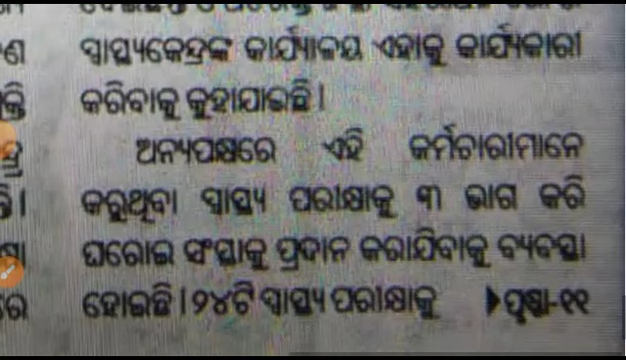 ସ୍ୱାସ୍ଥ୍ୟକେନ୍ଦ୍ରଙ୍କ କାର୍ଯ୍ୟାଳୟ ଏହାକୁ କାର୍ଯ୍ୟକାରୀ
କରିବାକୁ କୁହାଯାଇଛି।
ଅନ୍ୟପକ୍ଷରେ ଏହି କର୍ମଚାରୀମାନେ
କରୁଥିବା ସ୍ୱାସ୍ଥ୍ୟ ପରୀକ୍ଷାକୁ ୩ ଭାଗ କରି
ଘରୋଇ ସଂସ୍ଥାକୁ ପ୍ରଦାନ କରାଯିବାକୁ ବ୍ୟବସ୍ଥା
ହୋଇଛି। ୨୪ଟି ସ୍ୱାସ୍ଥ୍ୟ ପରୀକ୍ଷାକୁ ▶ପୃଷ୍ଠା-୧୧